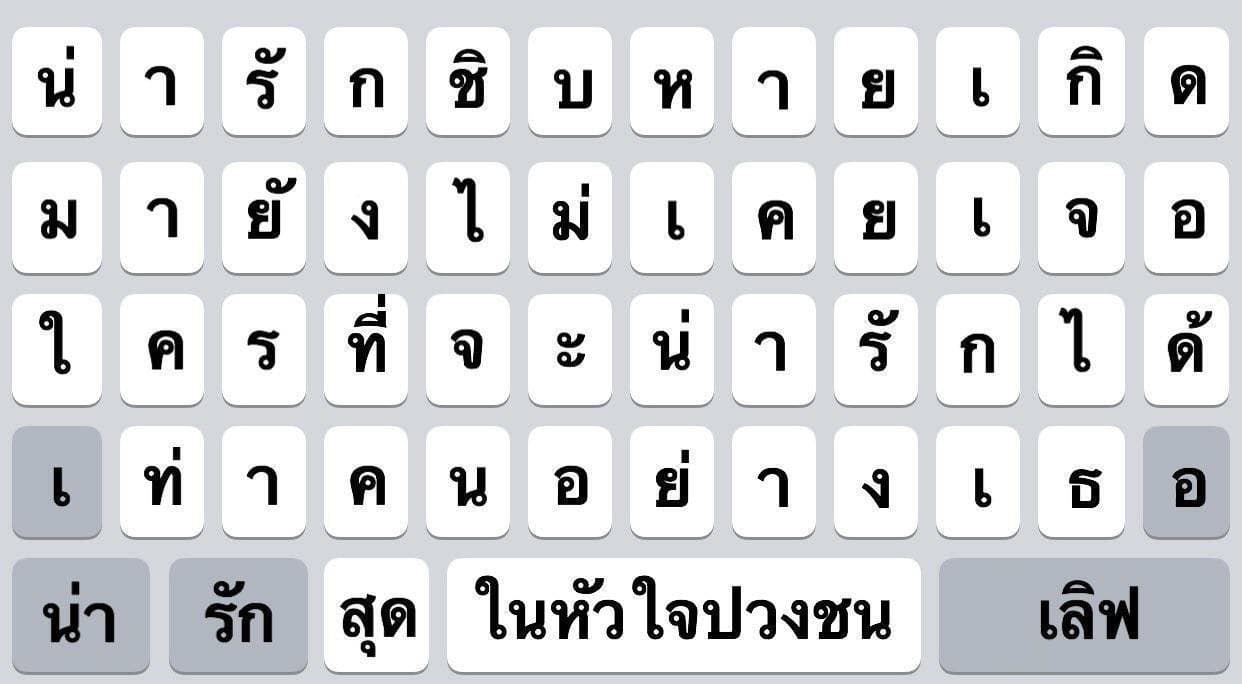 น่ารักชิบหายเกิด
มายังไม่เคยเจอ
ใครที่จะน่ารักได้
เท่าคนอย่างเธอ
น่า รัก สุด ในหัวใจปวงชน เลิฟ